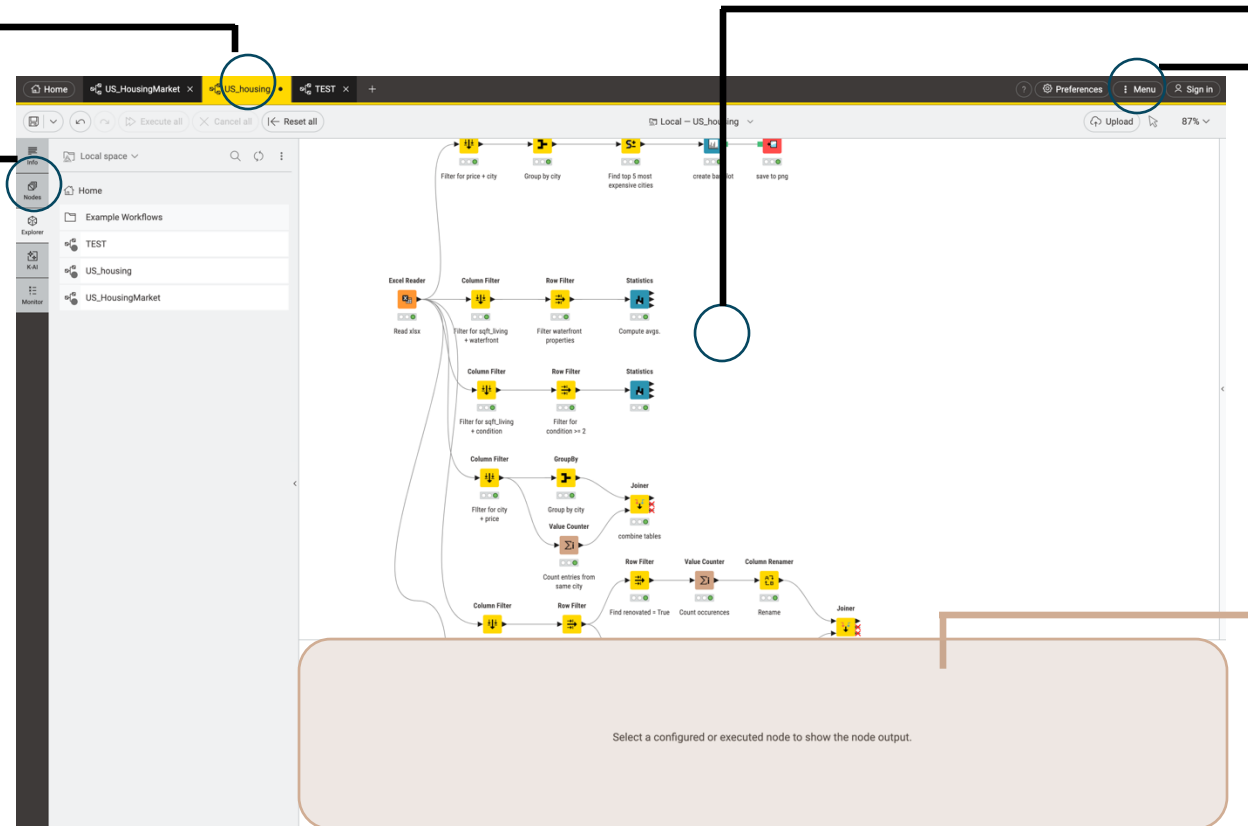 Home
US_HousingMarket
US_housing
TEST
+
?
Preferences
Menu
Sign in
Execute all
Cancel all
Reset all
Local — US_housing
Upload
87%
Info
Nodes
Explorer
K-AI
Monitor
Local space
Home
Example Workflows
TEST
US_housing
US_HousingMarket
Filter for price + city
Group by city
Find top 5 most
expensive cities
save to png
Excel Reader
Column Filter
Row Filter
Statistics
Read xlsx
Filter for sqft_living
+ waterfront
Filter waterfront
properties
Compute avgs.
Column Filter
Row Filter
Statistics
Filter for sqft_living
+ condition
Filter for
condition >= 2
Column Filter
GroupBy
Joiner
FIlter for city
+ price
Group by city
combine tables
Value Counter
Count entries from
same city
Row Filter
Value Counter
Column Renamer
Find renovated = True
Count occurences
Rename
Column Filter
Row Filter
Joiner
Select a configured or executed node to show the node output.